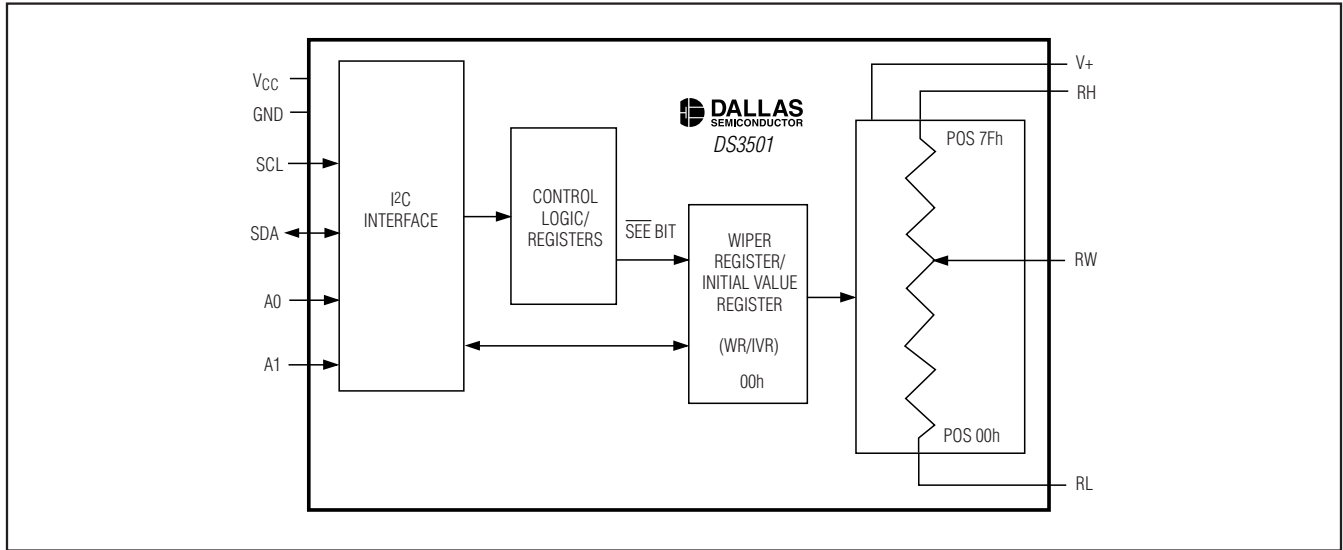 VCC
GND
SCL
SDA
A0
A1
I2C
INTERFACE
CONTROL
LOGIC/
REGISTERS
SEE BIT
DALLAS
SEMICONDUCTOR
DS3501
WIPER
REGISTER/
INITIAL VALUE
REGISTER
(WR/IVR)
00h
POS 7Fh
POS 00h
V+
RH
RW
RL